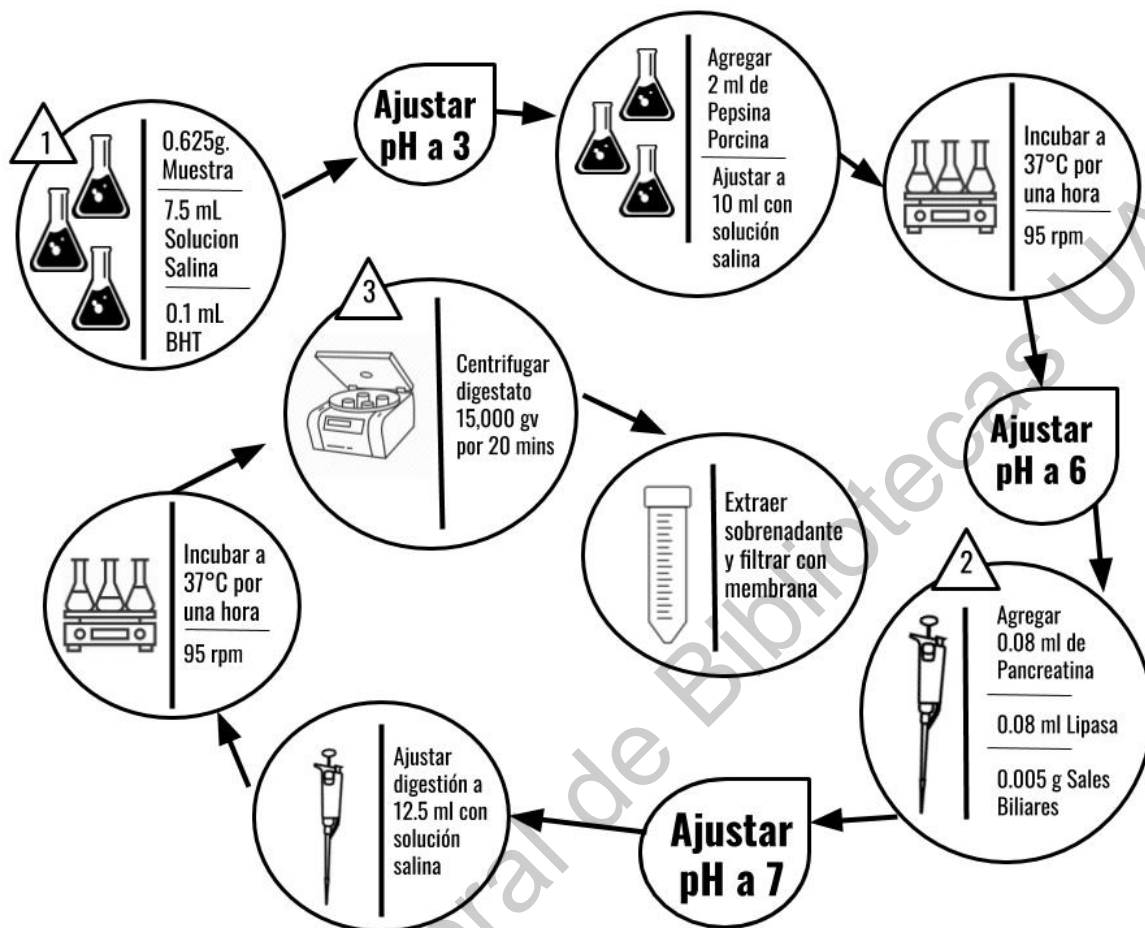 1
0.625g.
Muestra
7.5 mL
Solucion
Salina
0.1 mL
BHT
Ajustar
pH a 3
Agregar
2 ml de
Pepsina
Porcina
Ajustar a
10 ml con
solución
salina
Incubar a
37°C por
una hora
95 rpm
Ajustar
pH a 6
2
Agregar
0.08 ml de
Pancreatina
0.08 ml Lipasa
0.005 g Sales
Biliares
Ajustar
pH a 7
Ajustar
digestión a
12.5 ml con
solución
salina
Incubar a
37°C por
una hora
95 rpm
3
Centrifugar
digestato
15,000 gv
por 20 mins
Extraer
sobrenadante
y filtrar con
membrana
de Bibliotecas